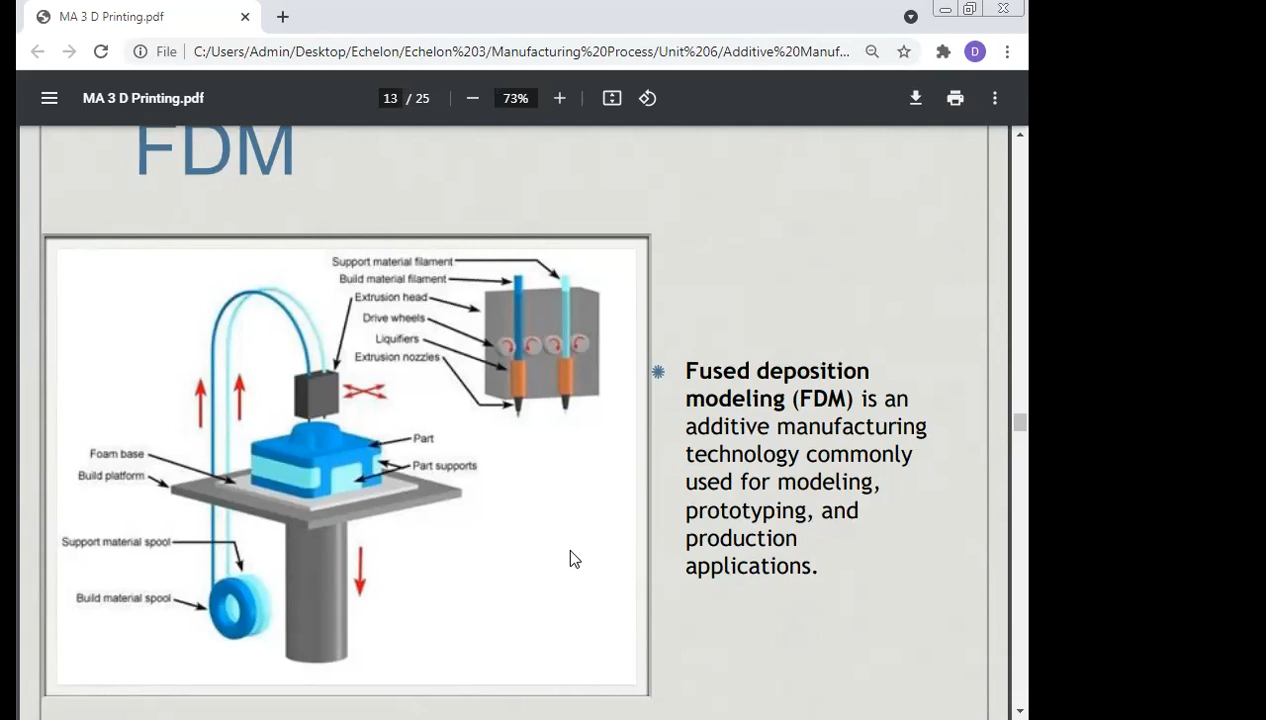 MA 3 D Printing.pdf
File
C:/Users/Admin/Desktop/Echelon/Echelon%203/Manufacturing%20Process/Unit%206/Additive%20Manuf...
D
MA 3 D Printing.pdf
13 / 25
73%
FDM
Support material filament
Build material filament
Extrusion head
Drive wheels
Liquifiers
Extrusion nozzles
Part
Part supports
Foam base
Build platform
Support material spool
Build material spool
Fused deposition
modeling (FDM) is an
additive manufacturing
technology commonly
used for modeling,
prototyping, and
production
applications.